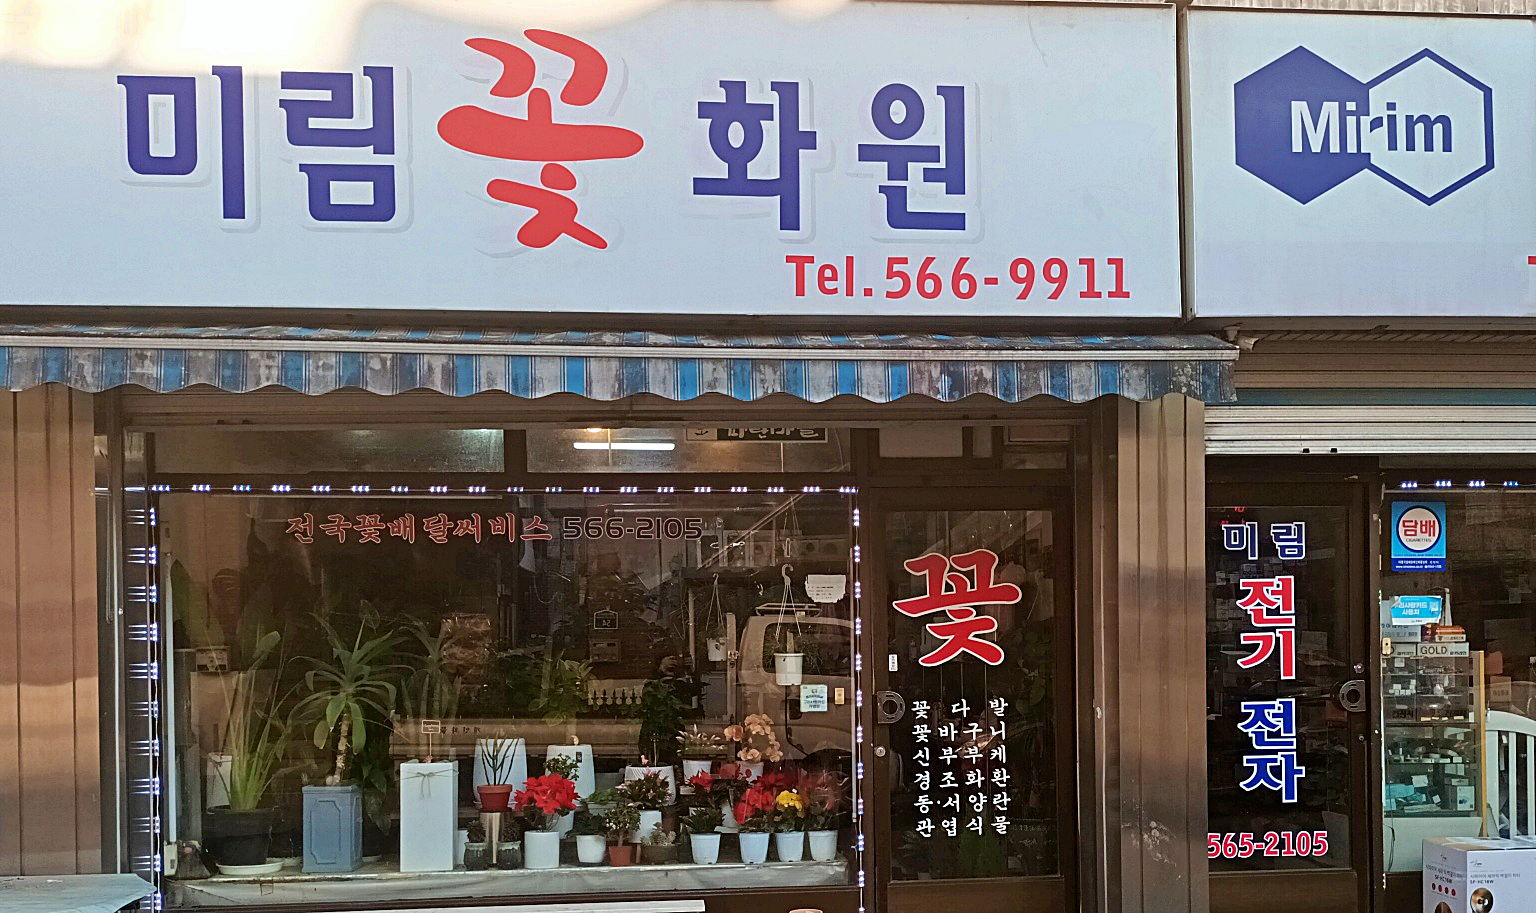 미림꽃화원
Tel.566-9911
Mirim
전국꽃배달써비스 566-2105
꽃
꽃 다 발
꽃바구니
신부부케
경조화환
동·서양란
관엽식물
미림
전기
전자
565-2105
담배
CIGARETTES
GOLD